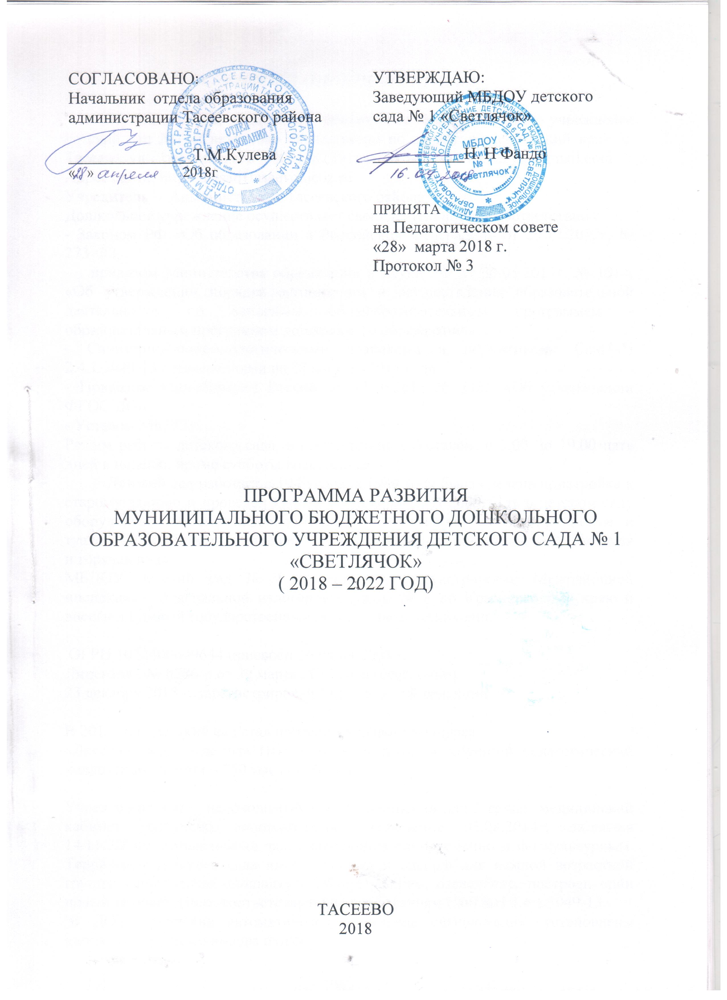 СОГЛАСОВАНО:
Начальник отдела образования
администрации Тасеевского района
Т.М.Кулева
«28» апреля 2018г
ОТДЕЛ
ОБРАЗОВАНИЯ
УТВЕРЖДАЮ:
Заведующий МБДОУ детского
сада № 1 «Светлячок»
Н. Н Фандо
16.04 2018
МБДОУ
детский сад
№ 1
"светлячок"
ПРИНЯТА
на Педагогическом совете
«28» марта 2018 г.
Протокол № 3
ПРОГРАММА РАЗВИТИЯ
МУНИЦИПАЛЬНОГО БЮДЖЕТНОГО ДОШКОЛЬНОГО
ОБРАЗОВАТЕЛЬНОГО УЧРЕЖДЕНИЯ ДЕТСКОГО САДА № 1
«СВЕТЛЯЧОК»
( 2018 – 2022 ГОД)
ТАСЕЕВО
2018